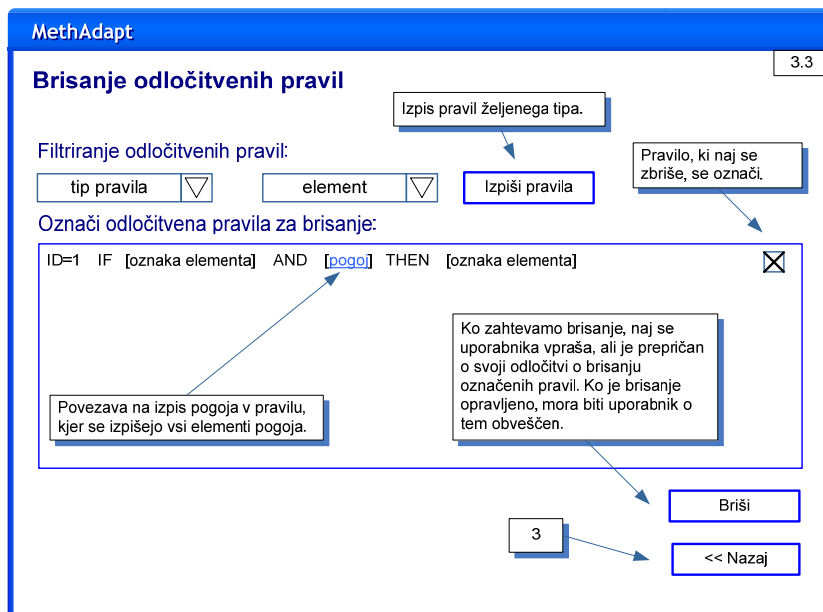 MethAdapt
3.3
Brisanje odločitvenih pravil
Izpis pravil željenega tipa.
Filtriranje odločitvenih pravil:
Pravilo, ki naj se
zbriše, se označi.
tip pravila
element
Izpiši pravila
Označi odločitvena pravila za brisanje:
ID=1 IF [oznaka elementa] AND [pogoj] THEN [oznaka elementa]
Ko zahtevamo brisanje, naj se
uporabnika vpraša, ali je prepričan
o svoji odločitvi o brisanju
označenih pravil. Ko je brisanje
opravljeno, mora biti uporabnik o
tem obveščen.
Povezava na izpis pogoja v pravilu,
kjer se izpišejo vsi elementi pogoja.
Briši
3
<< Nazaj